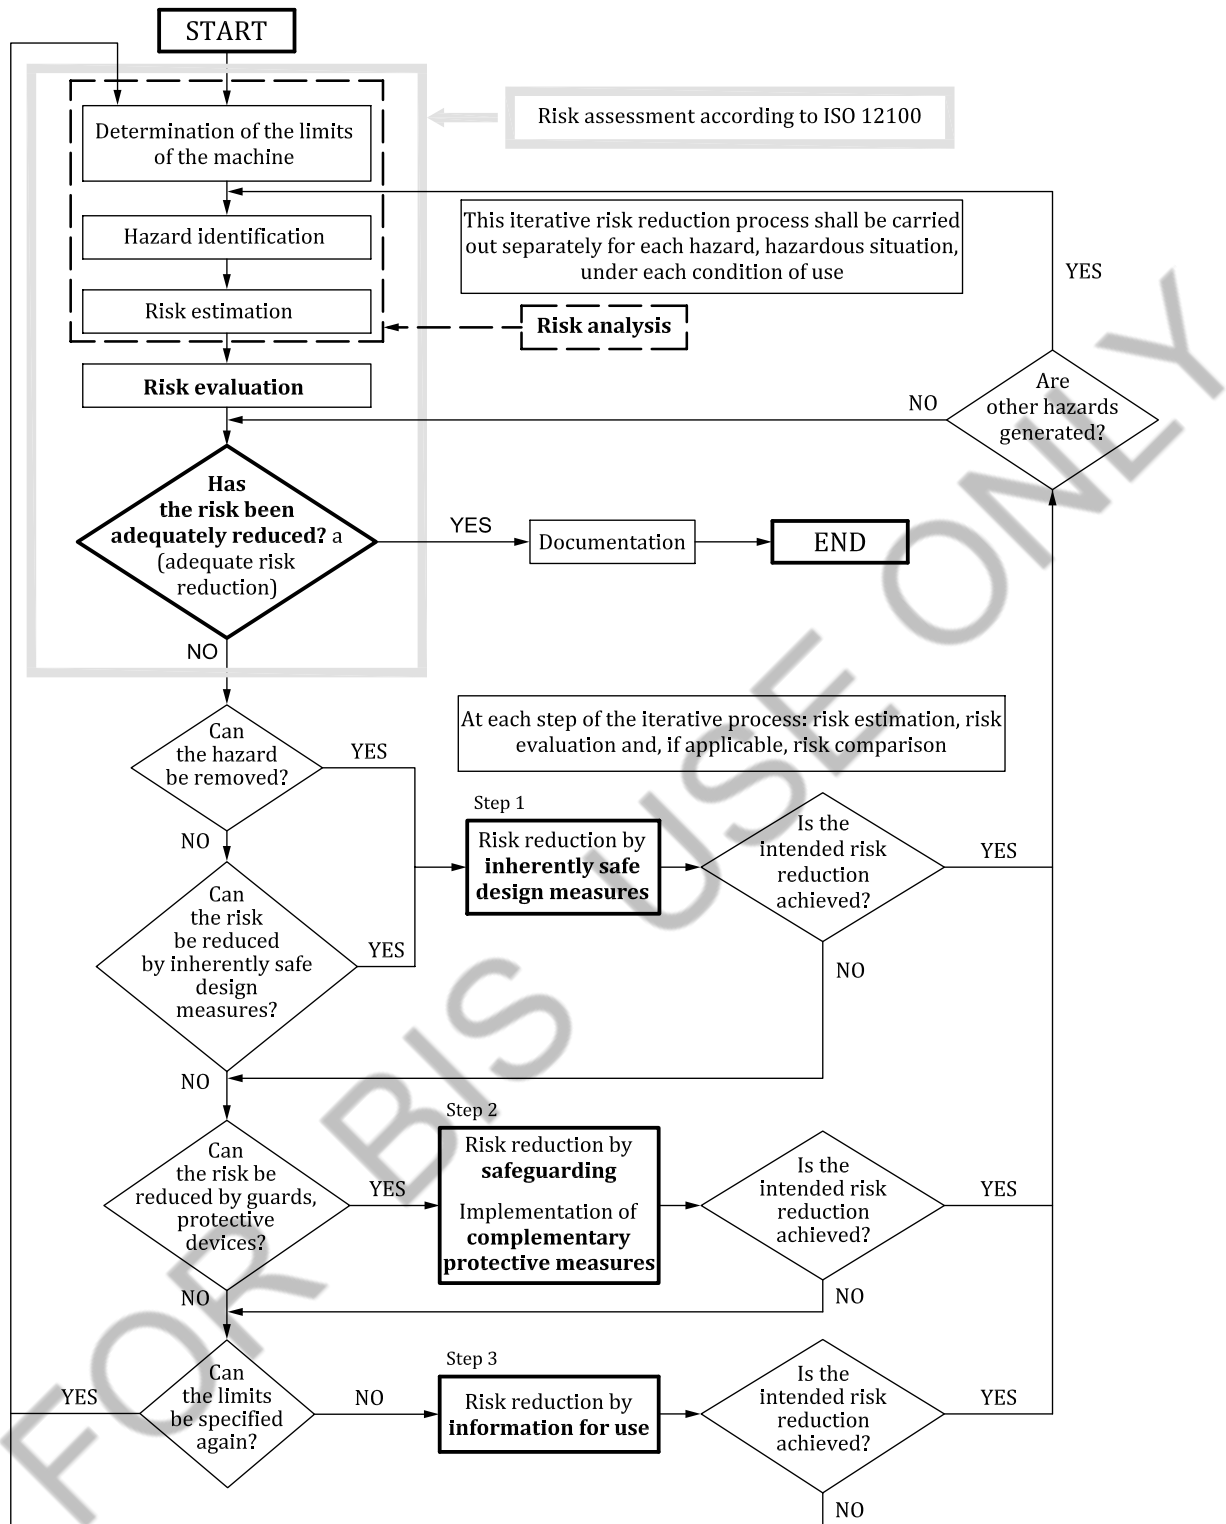 START
Risk assessment according to ISO 12100
Determination of the limits
of the machine
Hazard identification
This iterative risk reduction process shall be carried
out separately for each hazard, hazardous situation,
under each condition of use
YES
Risk estimation
Risk analysis
Risk evaluation
Are
other hazards
generated?
NO
Has
the risk been
adequately reduced? a
(adequate risk
reduction)
YES
Documentation
END
NO
At each step of the iterative process: risk estimation, risk
evaluation and, if applicable, risk comparison
Can
the hazard
be removed?
YES
NO
Step 1
Risk reduction by
inherently safe
design measures
Is the
intended risk
reduction
achieved?
YES
NO
Can
the risk
be reduced
by inherently safe
design
measures?
YES
NO
Step 2
Can
the risk be
reduced by guards,
protective
devices?
YES
Risk reduction by
safeguarding
Implementation of
complementary
protective measures
Is the
intended risk
reduction
achieved?
YES
NO
NO
Step 3
Can
the limits
be specified
again?
YES
NO
Risk reduction by
information for use
Is the
intended risk
reduction
achieved?
YES
NO
FOR BIS USE ONLY